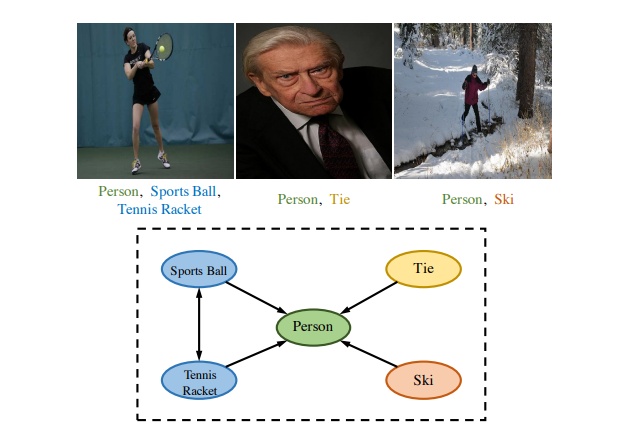 Person, Sports Ball,
Tennis Racket
Person, Tie
Person, Ski
Sports Ball
Tie
Person
Tennis
Racket
Ski